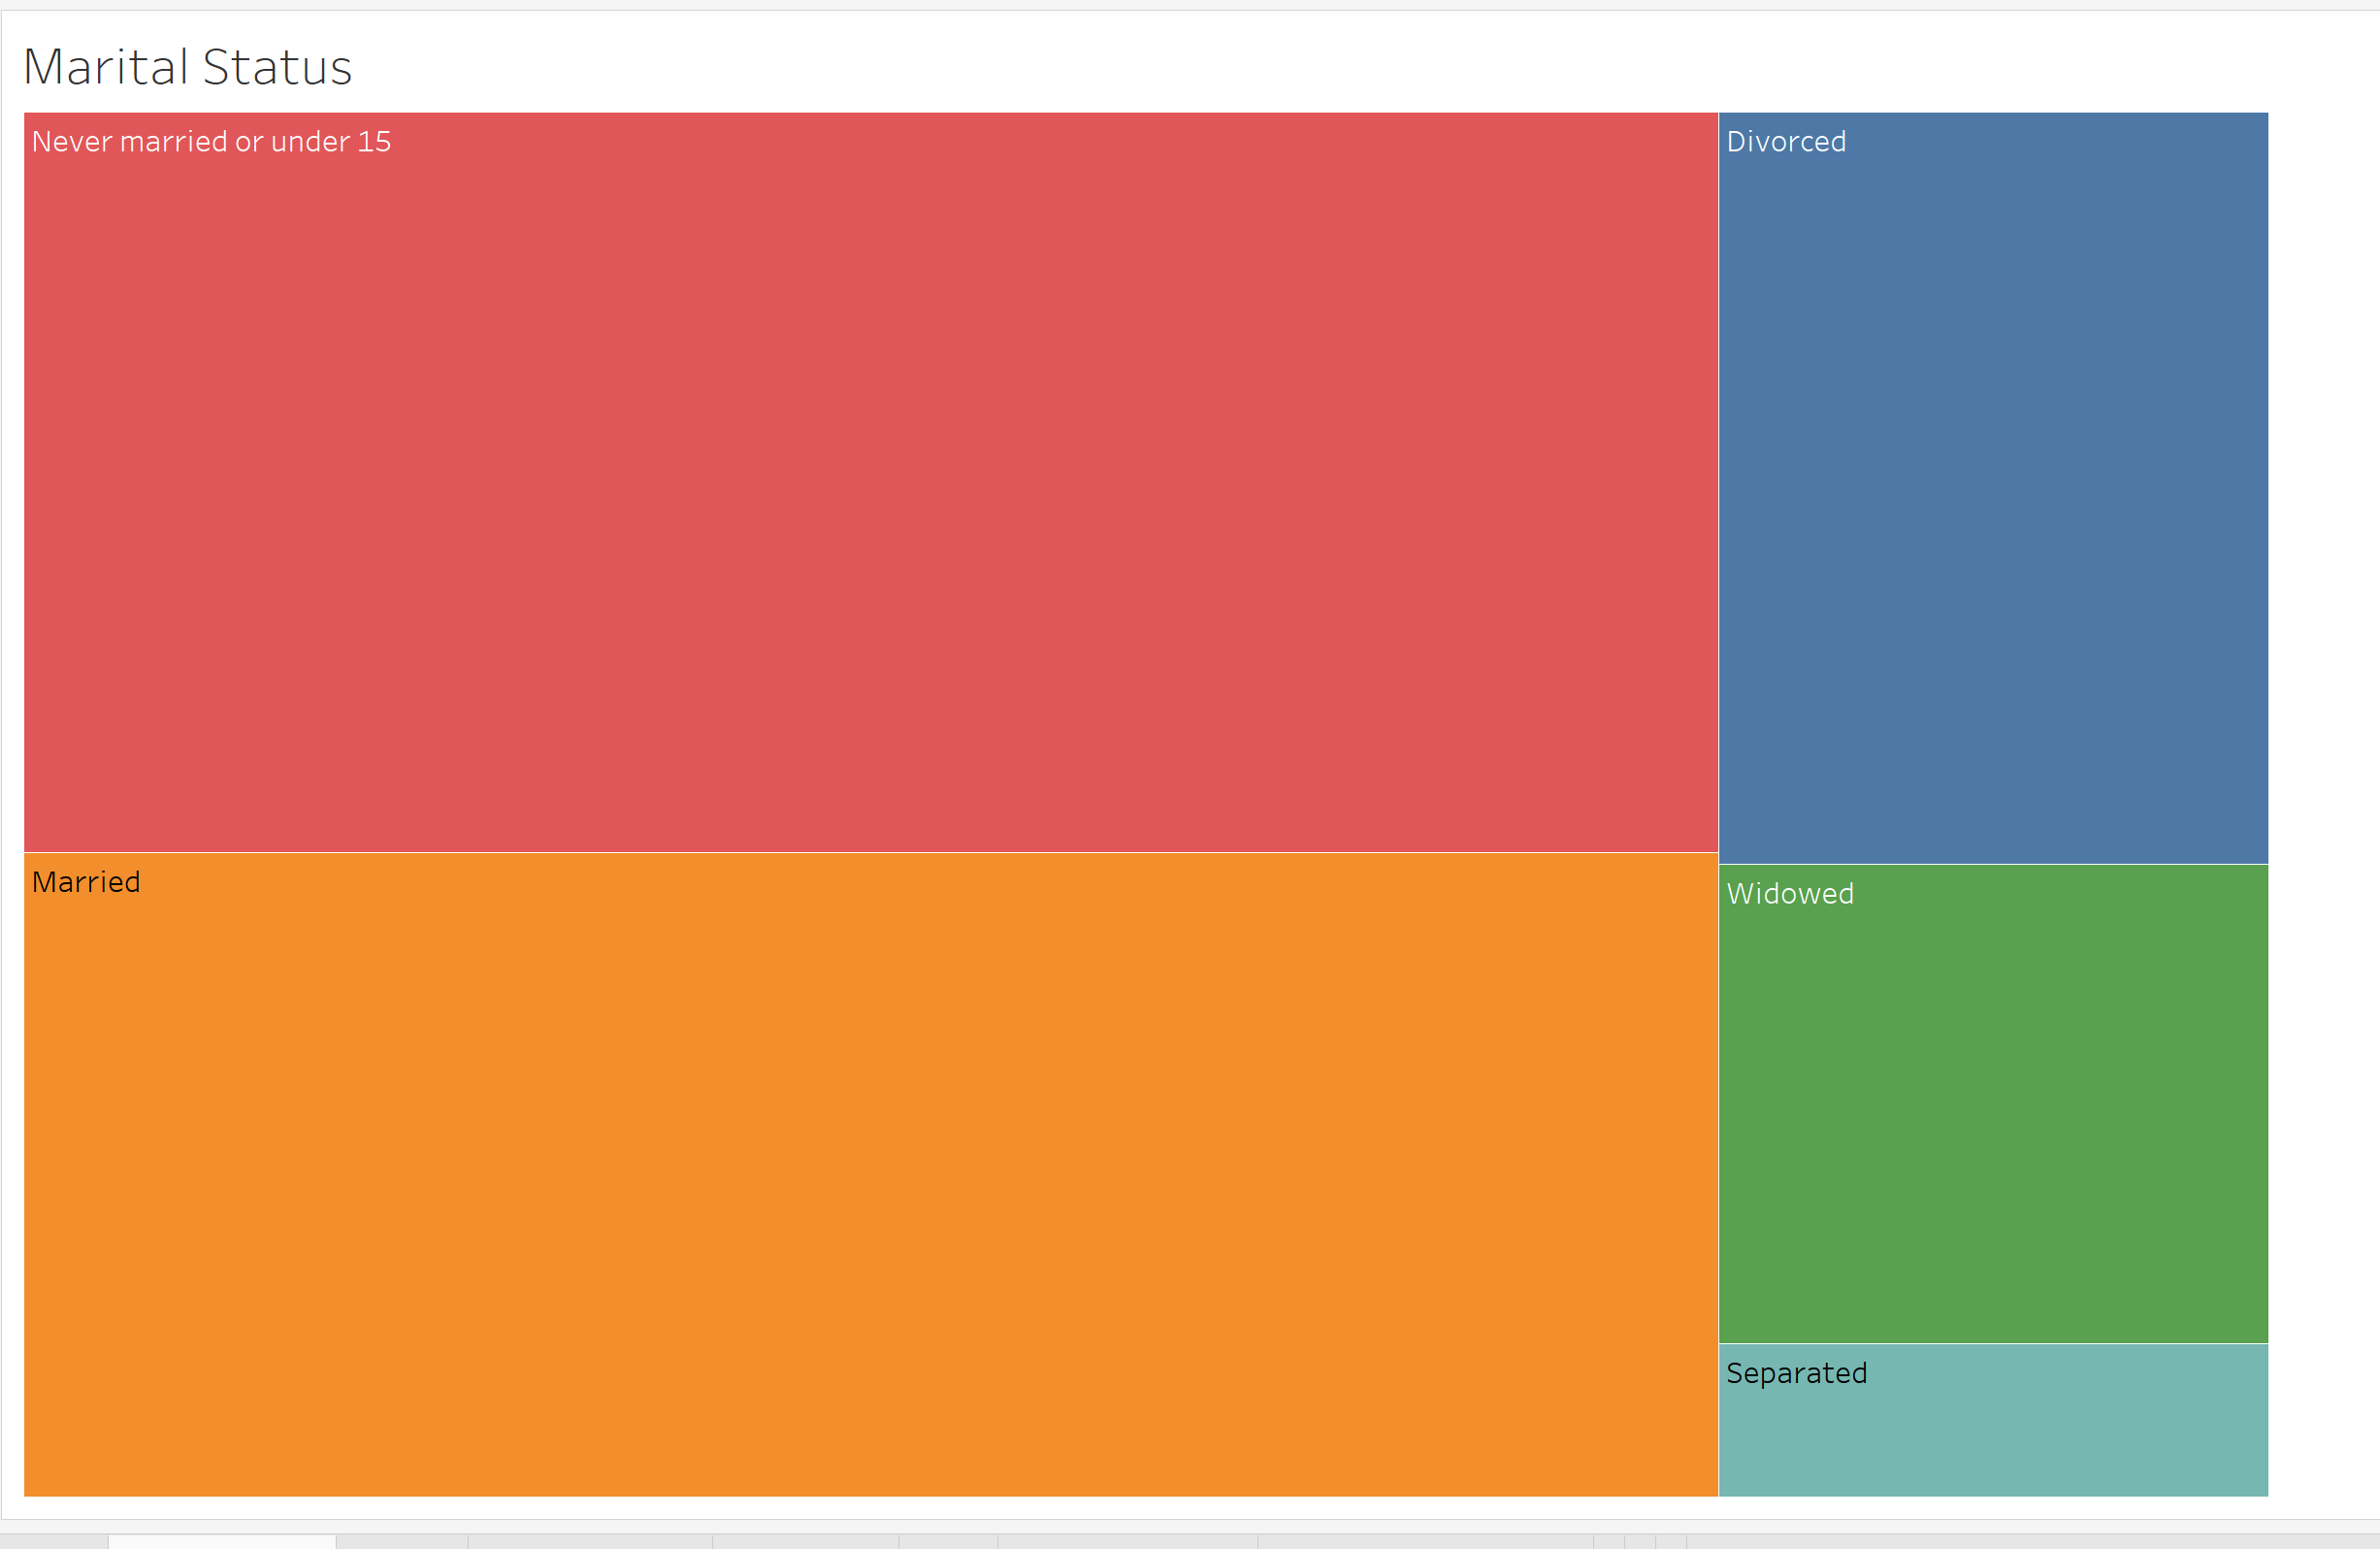 Marital Status
Never married or under 15
Divorced
Married
Widowed
Separated